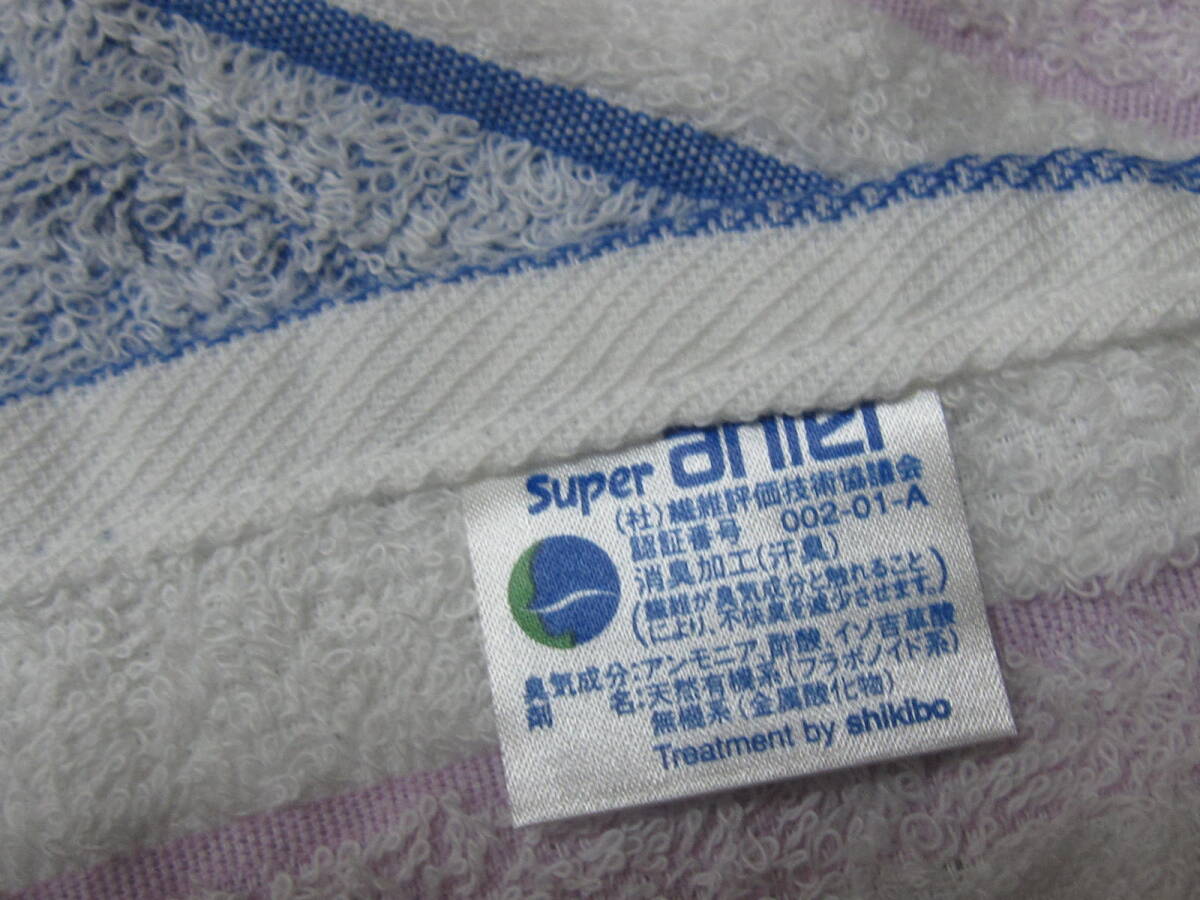 Super anier
(社)繊維評価技術協議会
認証番号 002-01-A
消臭加工(汗臭)
(繊維が臭気成分と触れること
により、不快臭を減少させます。)
臭気成分:アンモニア、酢酸、イソ吉草酸
剤 名:天然有機系(フラボノイド系)
無機系(金属酸化物)
Treatment by shikibo